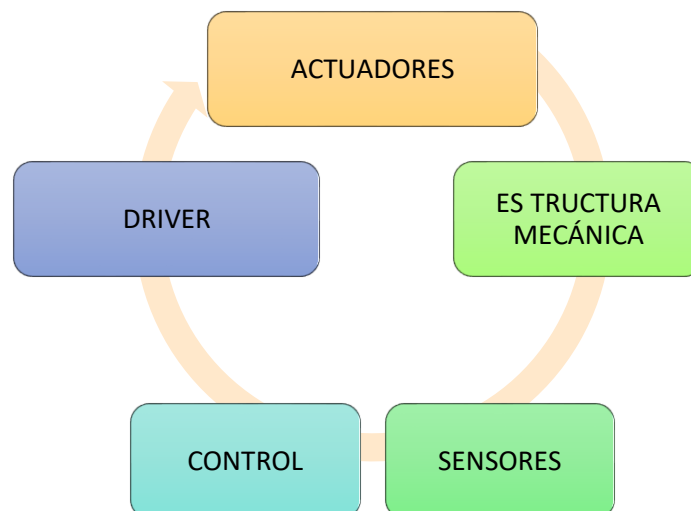 ACTUADORES
ES TRUCTURA
MECÁNICA
SENSORES
CONTROL
DRIVER